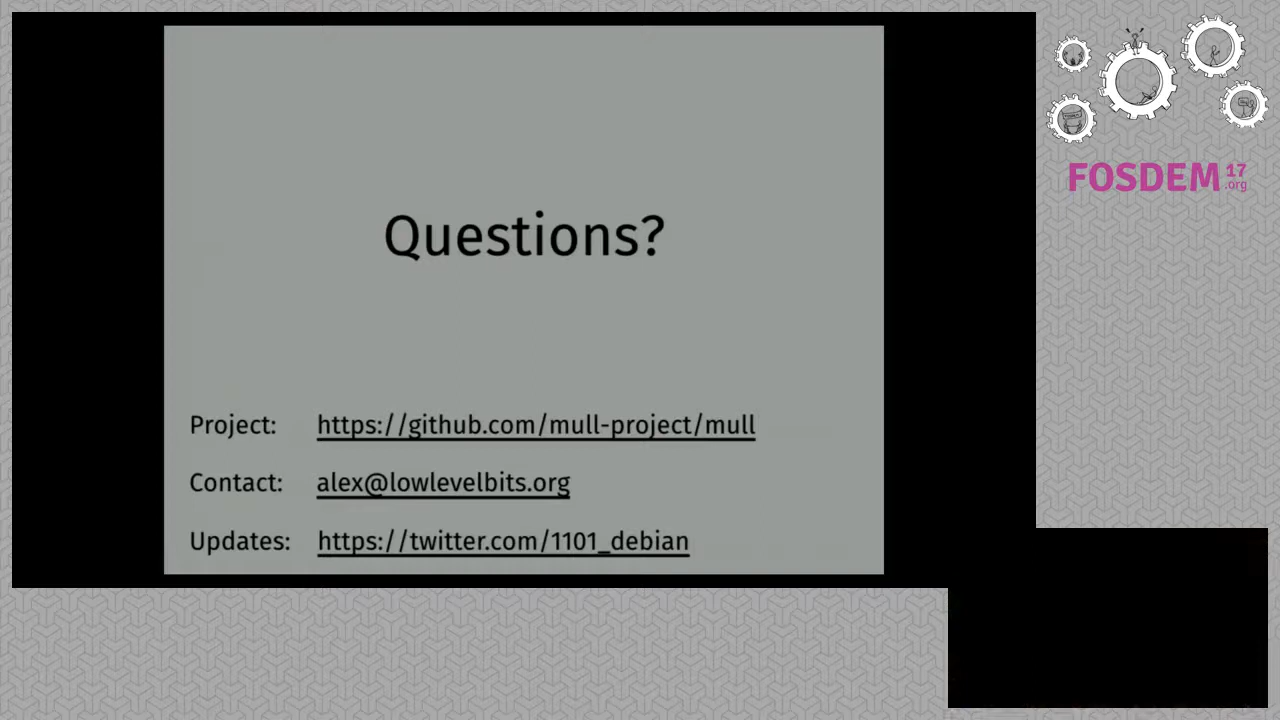 Questions?
Project: https://github.com/mull-project/mull
Contact: alex@lowlevelbits.org
Updates: https://twitter.com/1101_debian
FOSDEM 17
.org